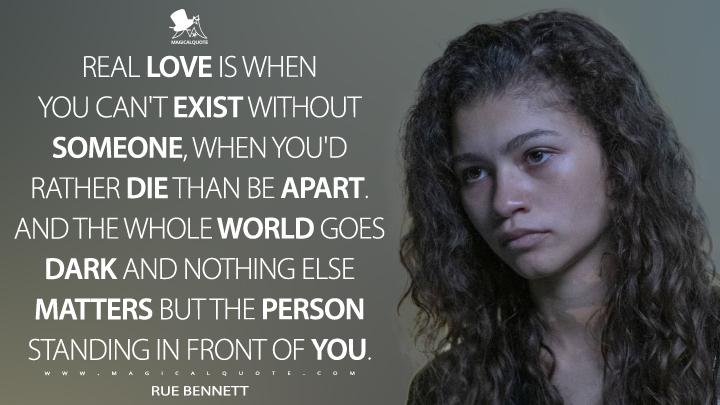 MAGICALQUOTE
REAL LOVE IS WHEN
YOU CAN'T EXIST WITHOUT
SOMEONE, WHEN YOU'D
RATHER DIE THAN BE APART.
AND THE WHOLE WORLD GOES
DARK AND NOTHING ELSE
MATTERS BUT THE PERSON
STANDING IN FRONT OF YOU.
WWW.MAGICALQUOTE.COM
RUE BENNETT